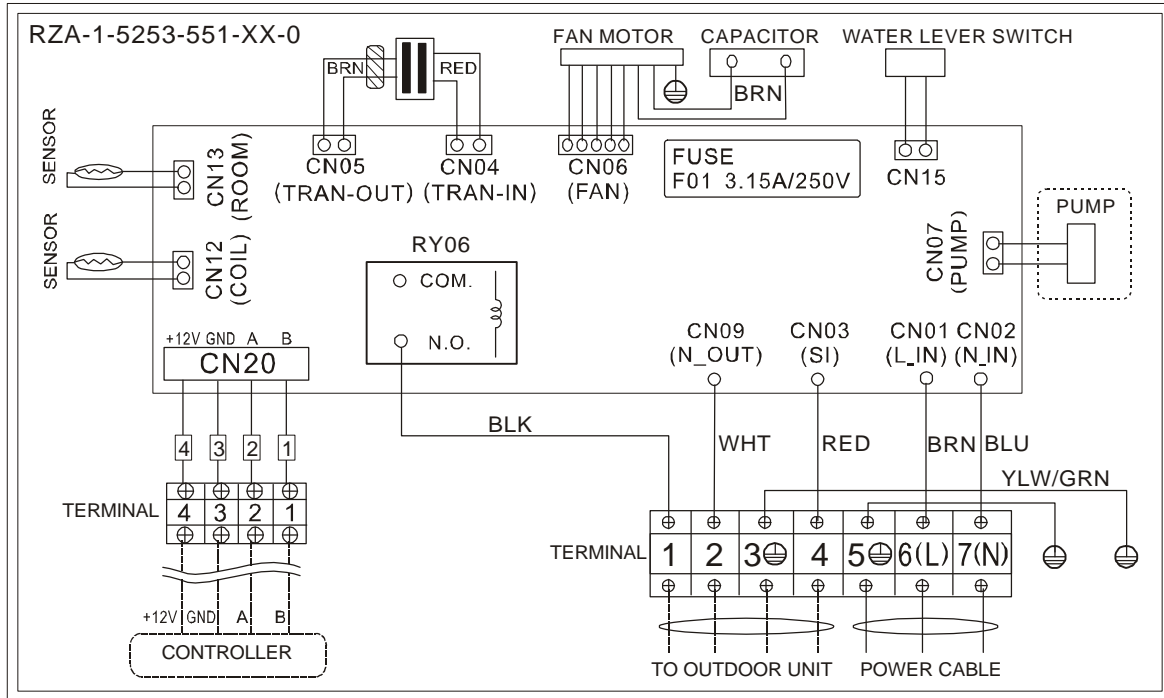 RZA-1-5253-551-XX-0
FAN MOTOR
CAPACITOR
WATER LEVER SWITCH
BRN
RED
BRN
SENSOR
CN13
(ROOM)
CN05
(TRAN-OUT)
CN04
(TRAN-IN)
CN06
(FAN)
FUSE
F01 3.15A/250V
CN15
SENSOR
CN12
(COIL)
RY06
COM.
N.O.
CN07
(PUMP)
PUMP
+12V GND A B
CN20
CN09
(N_OUT)
CN03
(SI)
CN01
(L_IN)
CN02
(N_IN)
BLK
WHT
RED
BRN
BLU
YLW/GRN
4 3 2 1
TERMINAL
4 3 2 1
TERMINAL
1 2 3 4 5 6(L) 7(N)
+12V GND A B
CONTROLLER
TO OUTDOOR UNIT
POWER CABLE